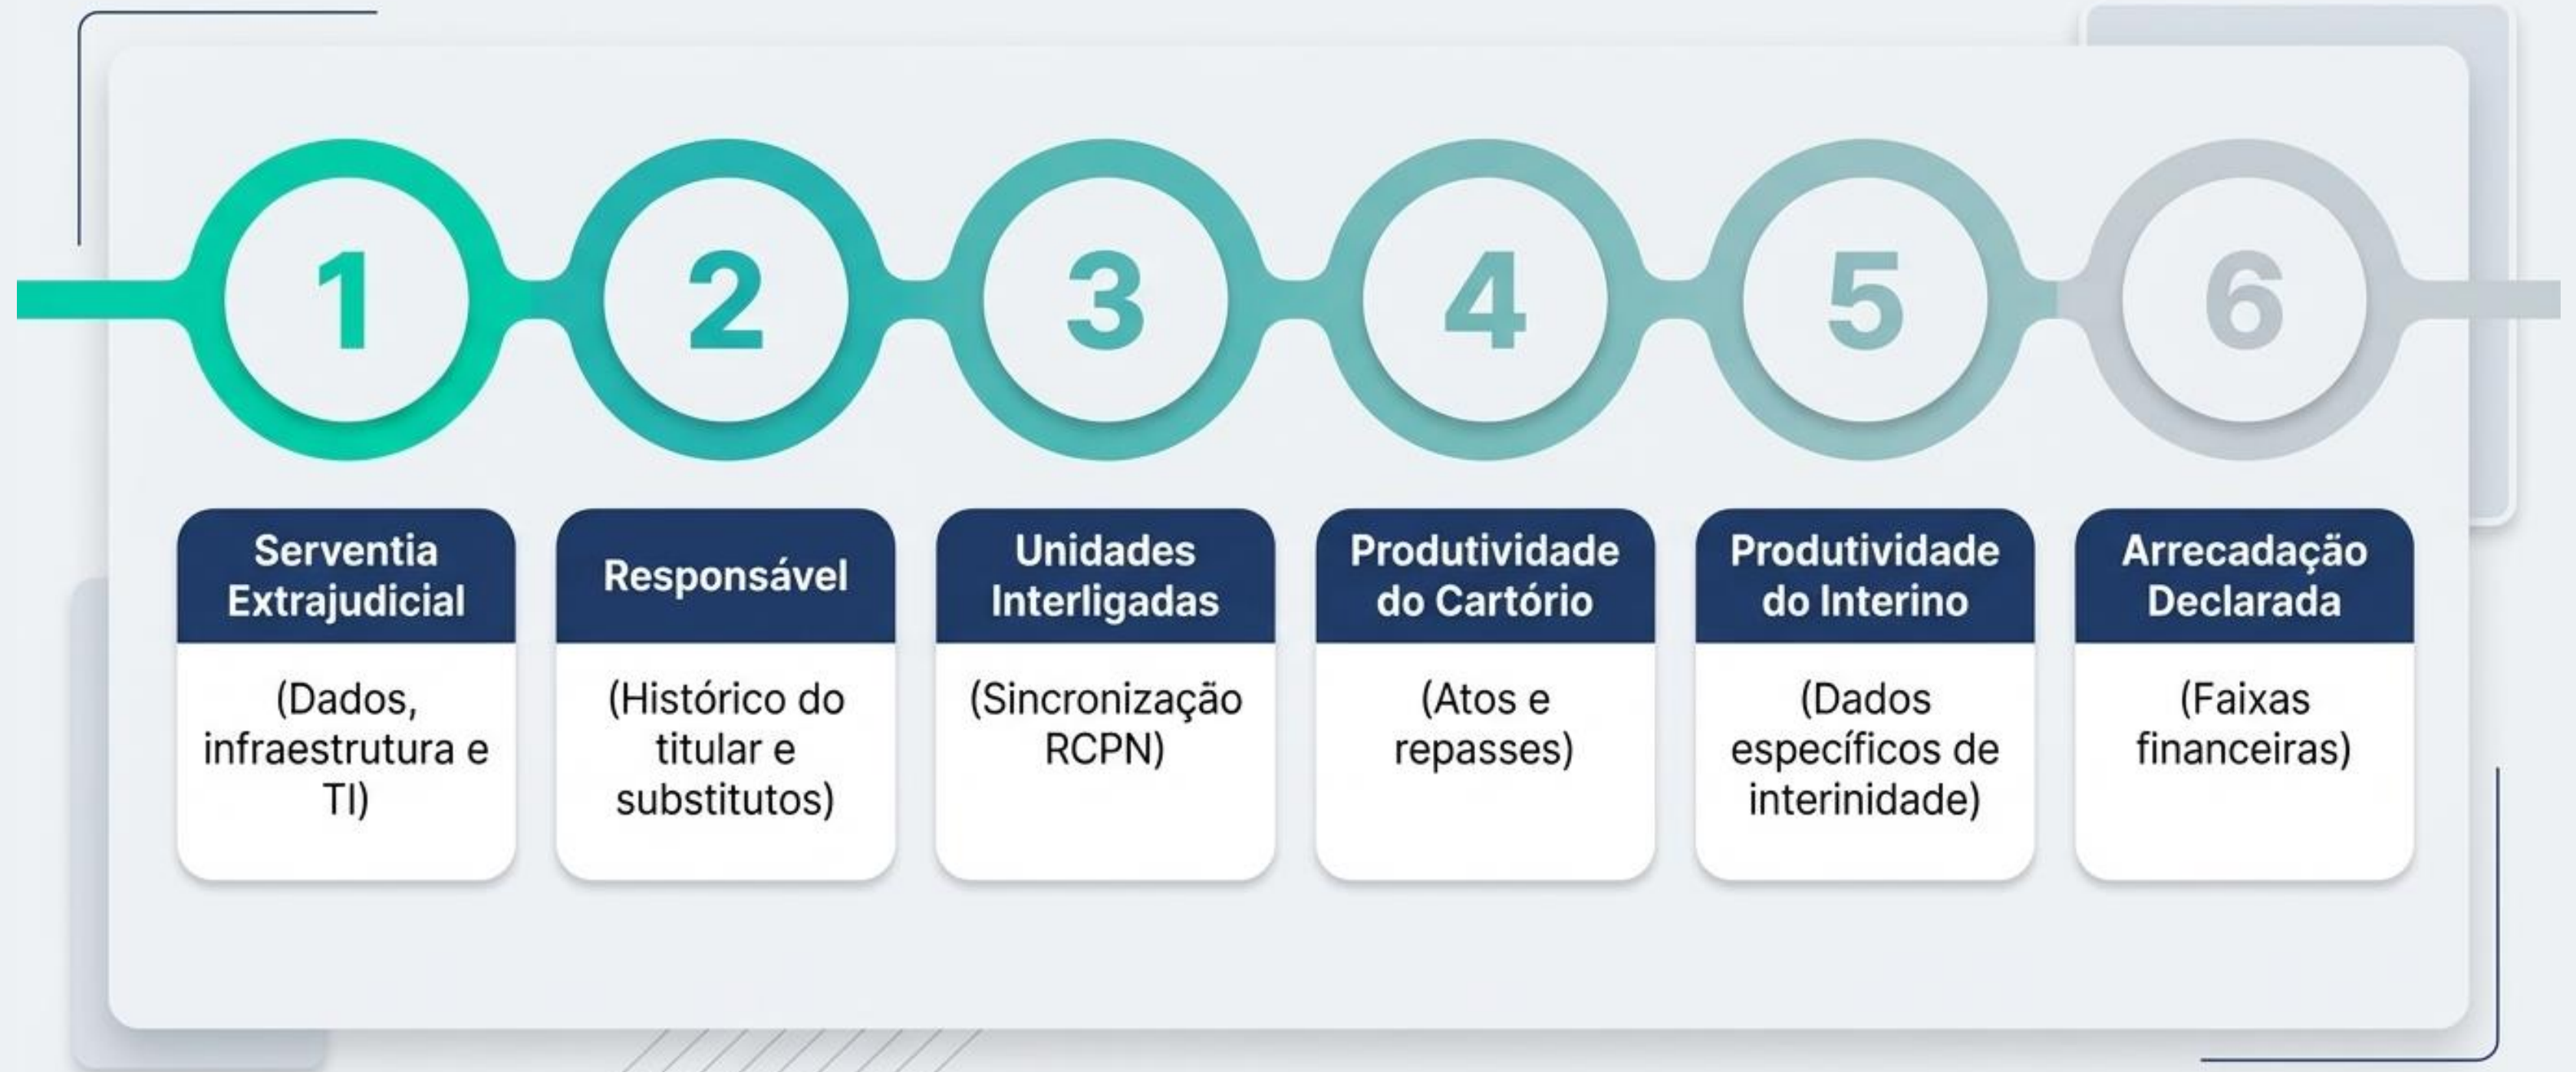 1
2
3
4
5
6
Serventia
Extrajudicial
(Dados,
infraestrutura e
TI)
Responsável
(Histórico do
titular e
substitutos)
Unidades
Interligadas
(Sincronização
RCPN)
Produtividade
do Cartório
(Atos e
repasses)
Produtividade
do Interino
(Dados
específicos de
interinidade)
Arrecadação
Declarada
(Faixas
financeiras)